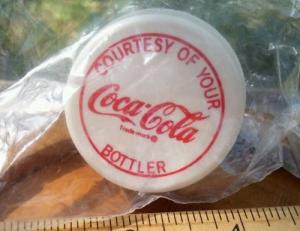 COURTESY OF YOUR
Coca-Cola
Trade-mark ®
BOTTLER